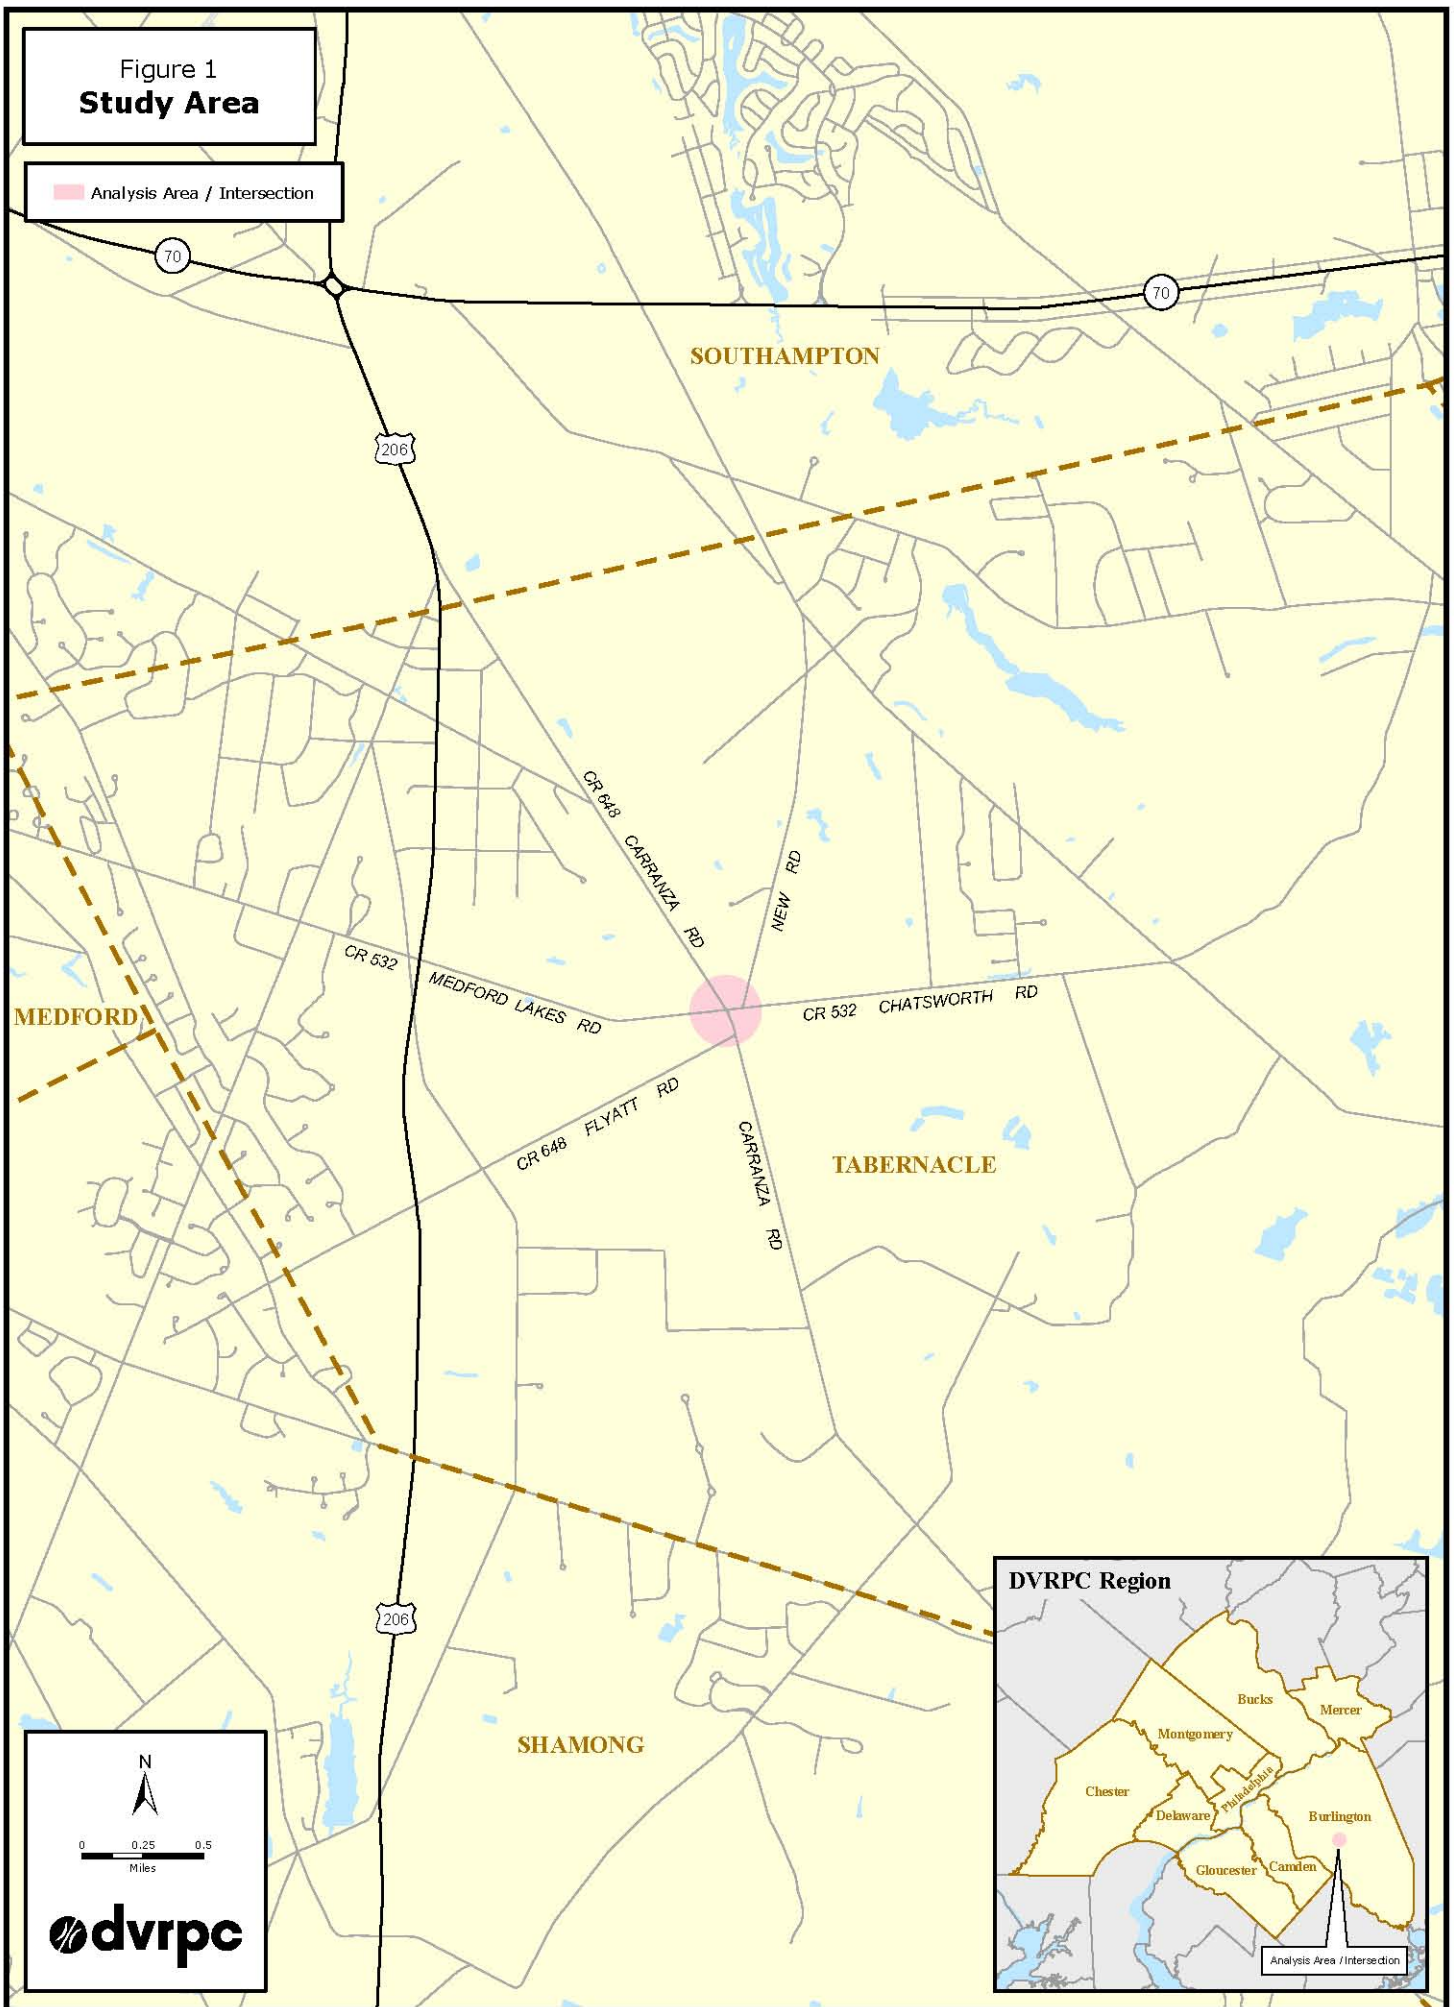 Figure 1
Study Area
Analysis Area / Intersection
70
70
SOUTHAMPTON
206
CR 648 CARRANZA RD
NEW RD
CR 532 MEDFORD LAKES RD
CR 532 CHATSWORTH RD
MEDFORD
CR 648 FLYATT RD
CARRANZA RD
TABERNACLE
206
SHAMONG
DVRPC Region
Bucks
Mercer
Montgomery
Chester
Philadelphia
Delaware
Burlington
Gloucester
Camden
Analysis Area / Intersection
N
0 0.25 0.5
Miles
dvrpc